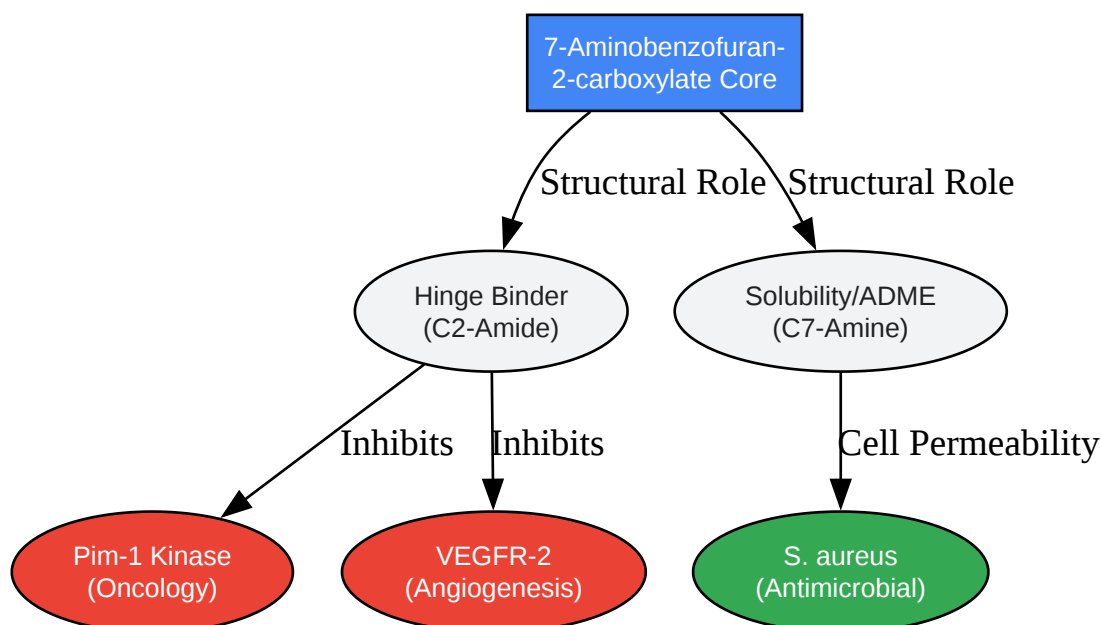 7-Aminobenzofuran-
2-carboxylate Core
Structural Role
Structural Role
Hinge Binder
(C2-Amide)
Solubility/ADME
(C7-Amine)
Inhibits
Inhibits
Cell Permeability
Pim-1 Kinase
(Oncology)
VEGFR-2
(Angiogenesis)
S. aureus
(Antimicrobial)